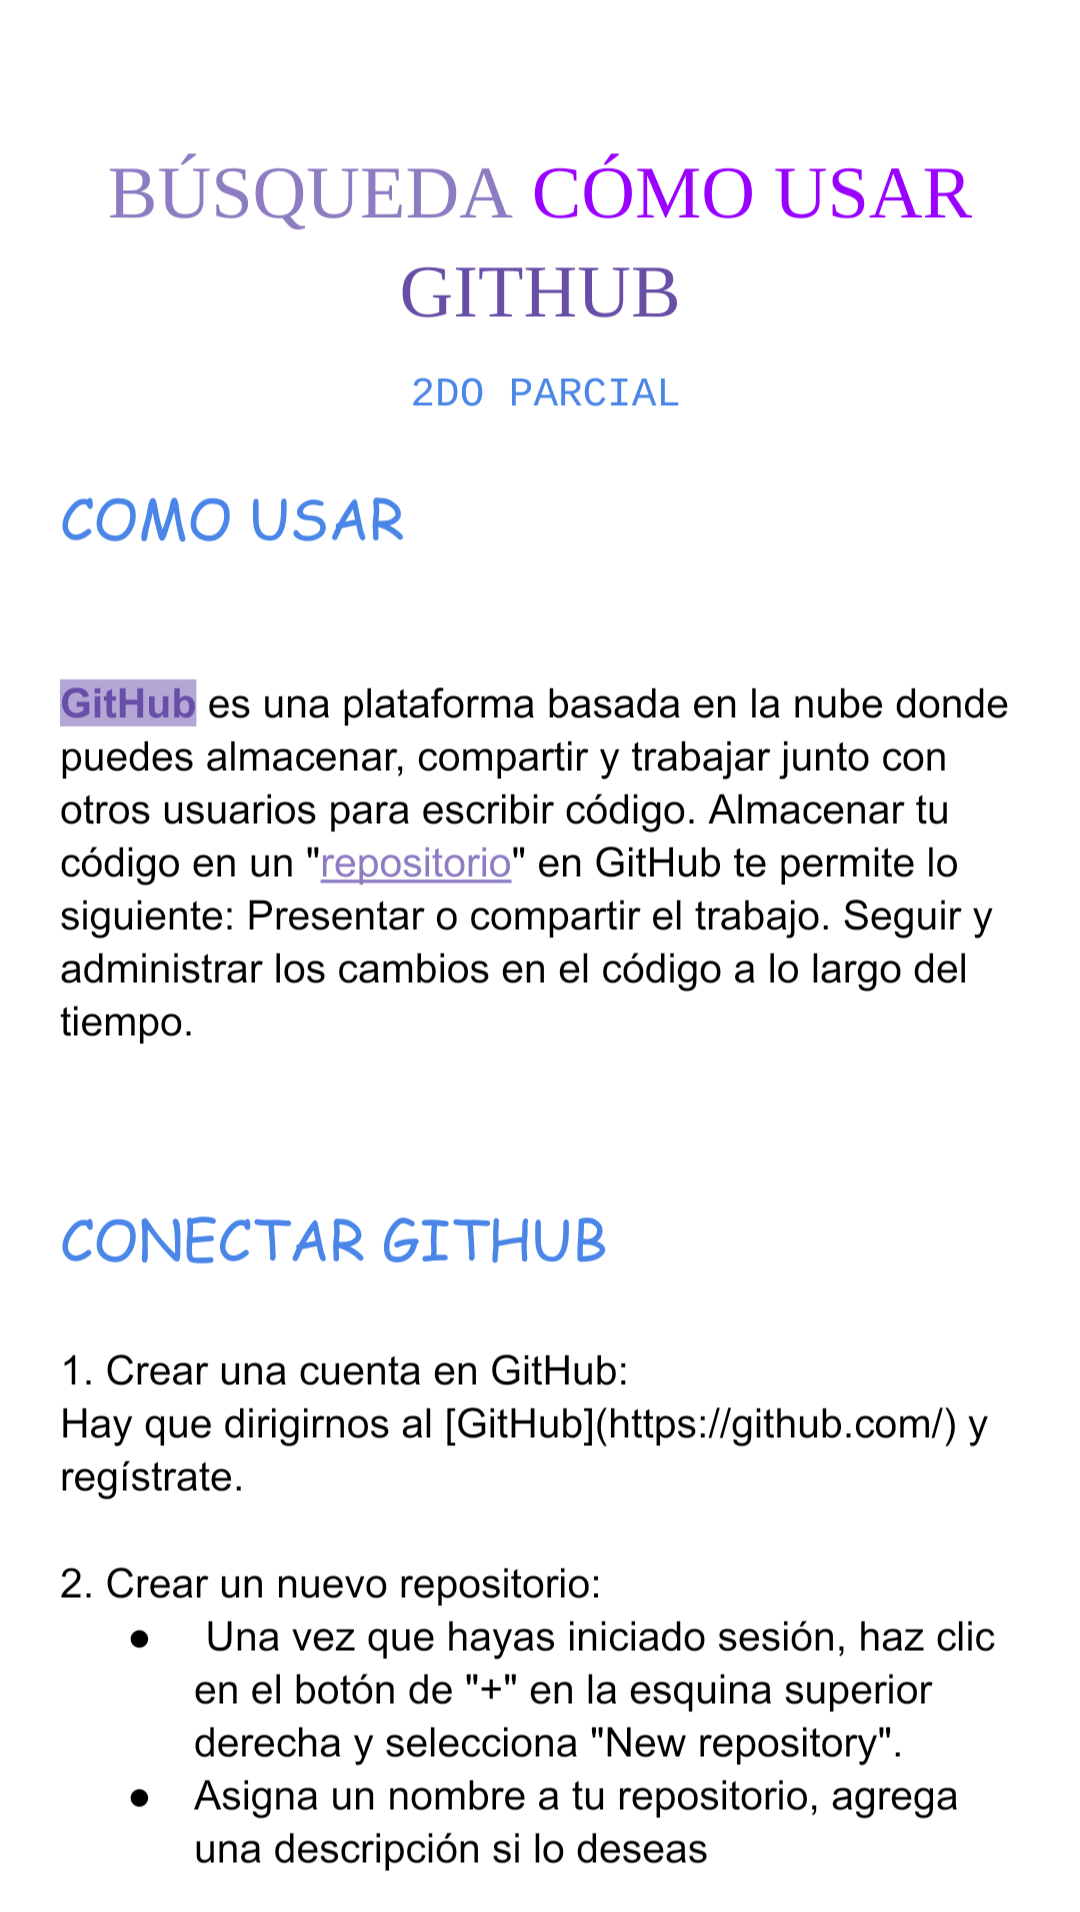 BÚSQUEDA CÓMO USAR
GITHUB
2DO PARCIAL
COMO USAR
GitHub es una plataforma basada en la nube donde
puedes almacenar, compartir y trabajar junto con
otros usuarios para escribir código. Almacenar tu
código en un "repositorio" en GitHub te permite lo
siguiente: Presentar o compartir el trabajo. Seguir y
administrar los cambios en el código a lo largo del
tiempo.
CONECTAR GITHUB
1. Crear una cuenta en GitHub:
Hay que dirigirnos al [GitHub](https://github.com/) y
regístrate.
2. Crear un nuevo repositorio:
● Una vez que hayas iniciado sesión, haz clic
en el botón de "+" en la esquina superior
derecha y selecciona "New repository".
● Asigna un nombre a tu repositorio, agrega
una descripción si lo deseas